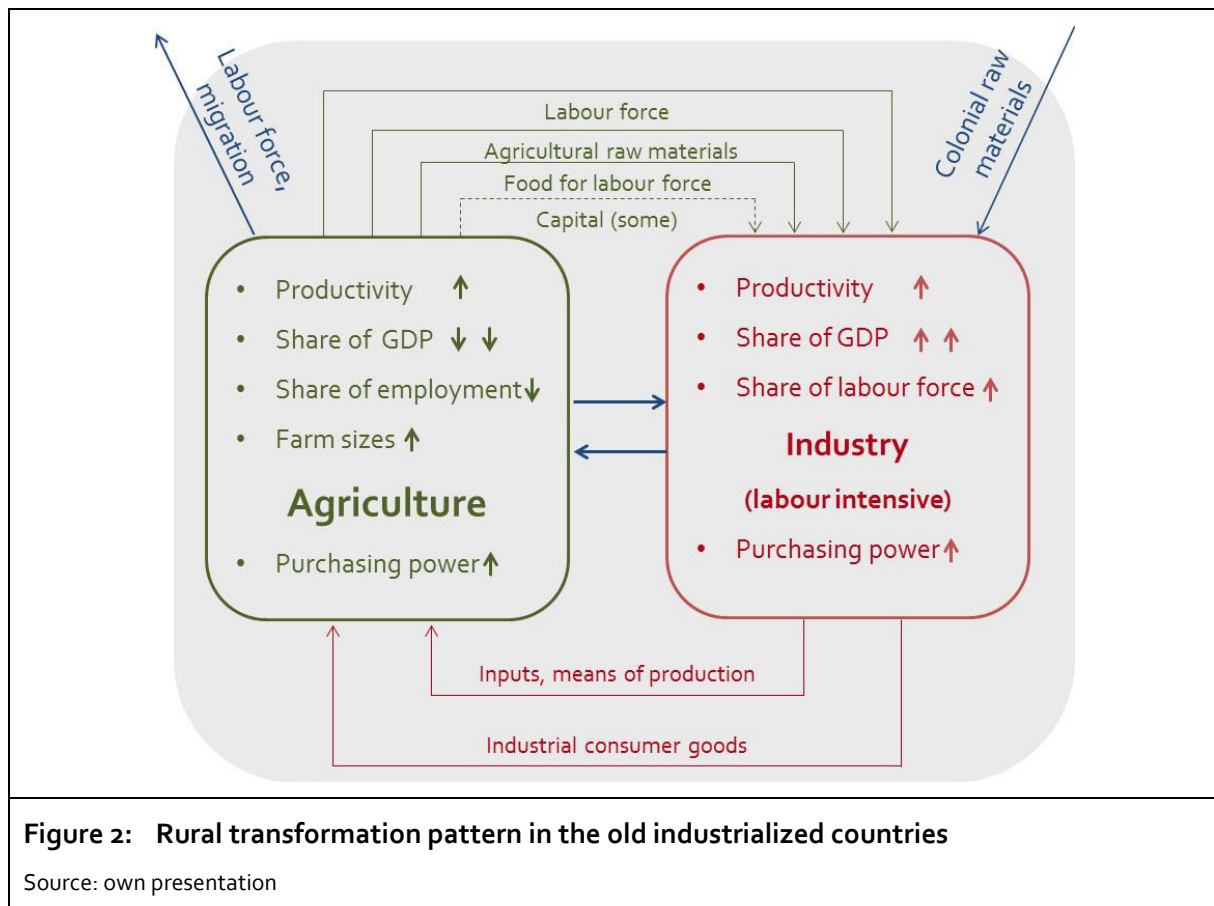 Labour force,
migration
Colonial raw
materials
Labour force
Agricultural raw materials
Food for labour force
Capital (some)
• Productivity ↑
• Share of GDP ↓ ↓
• Share of employment ↓
• Farm sizes ↑
Agriculture
• Purchasing power ↑
• Productivity ↑
• Share of GDP ↑ ↑
• Share of labour force ↑
Industry
(labour intensive)
• Purchasing power ↑
Inputs, means of production
Industrial consumer goods
Figure 2: Rural transformation pattern in the old industrialized countries
Source: own presentation